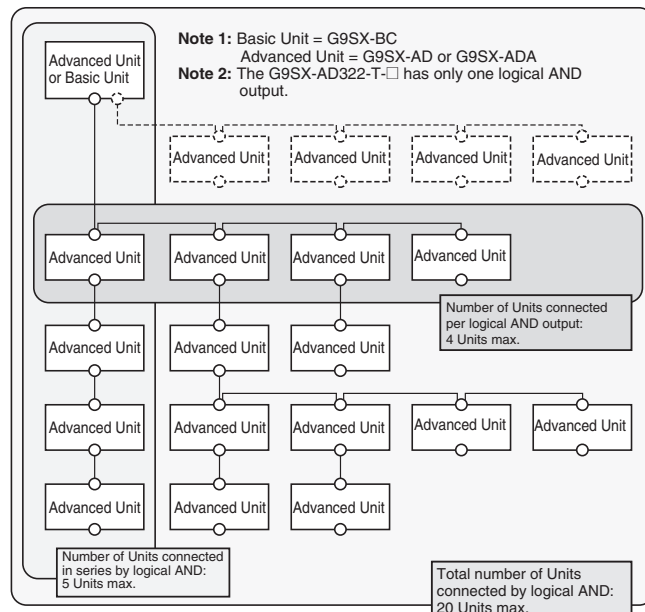 Note 1: Basic Unit = G9SX-BC
Advanced Unit = G9SX-AD or G9SX-ADA
Note 2: The G9SX-AD322-T-□ has only one logical AND
output.
Advanced Unit
or Basic Unit
Advanced Unit
Advanced Unit
Advanced Unit
Advanced Unit
Advanced Unit
Advanced Unit
Advanced Unit
Advanced Unit
Number of Units connected
per logical AND output:
4 Units max.
Advanced Unit
Advanced Unit
Advanced Unit
Advanced Unit
Advanced Unit
Advanced Unit
Advanced Unit
Advanced Unit
Advanced Unit
Advanced Unit
Advanced Unit
Number of Units connected
in series by logical AND:
5 Units max.
Total number of Units
connected by logical AND:
20 Units max.